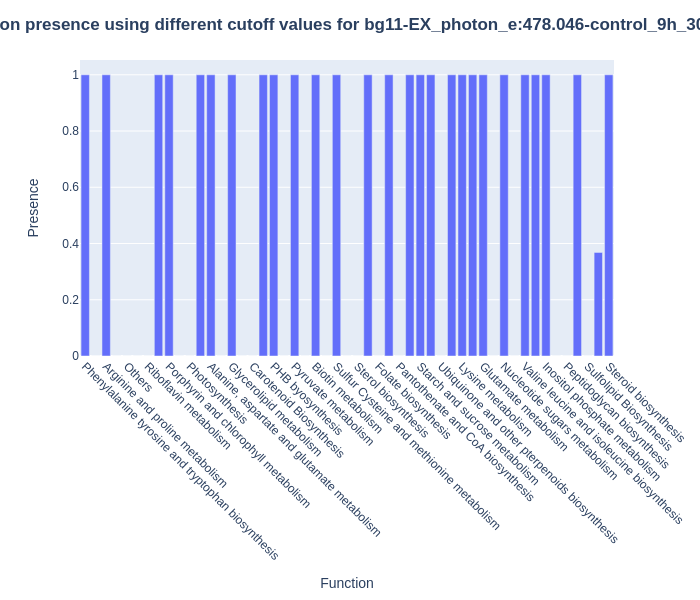 on presence using different cutoff values for bg11-EX_photon_e:478.046-control_9h_30
Presence
1
0.8
0.6
0.4
0.2
0
Phenylalanine tyrosine and tryptophan biosynthesis
Arginine and proline metabolism
Others
Riboflavin metabolism
Porphyrin and chlorophyll metabolism
Photosynthesis
Alanine, aspartate and glutamate metabolism
Glycerolipid metabolism
Carotenoid Biosynthesis
PHB byosynthesis
Pyruvate metabolism
Biotin metabolism
Sulfur Cysteine and methionine metabolism
Sterol biosynthesis
Folate biosynthesis
Pantothenate and CoA biosynthesis
Starch and sucrose metabolism
Ubiquinone and other pterpenoids biosynthesis
Lysine metabolism
Glutamate metabolism
Nucleotide sugars metabolism
Valine leucine and isoleucine biosynthesis
Inositol phosphate metabolism
Peptidoglycan biosynthesis
Sulfolipid Biosynthesis
Steroid biosynthesis
Function